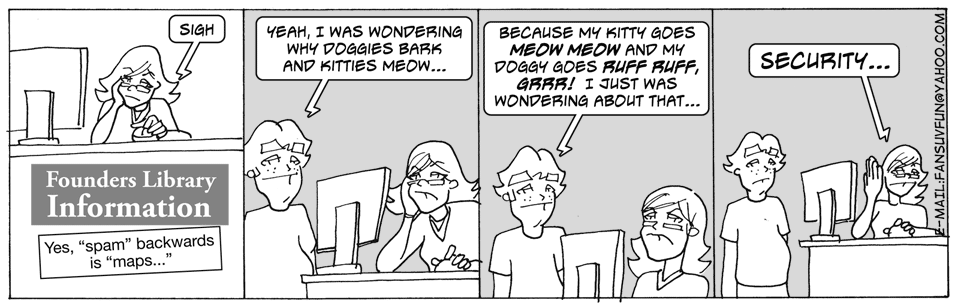 SIGH
Founders Library
Information
Yes, "spam" backwards
is "maps..."
YEAH, I WAS WONDERING
WHY DOGGIES BARK
AND KITTIES MEOW...
BECAUSE MY KITTY GOES
MEOW MEOW AND MY
DOGGY GOES RUFF RUFF,
GRRR! I JUST WAS
WONDERING ABOUT THAT...
SECURITY...
E-MAIL:FANSUVFUN@YAHOO.COM